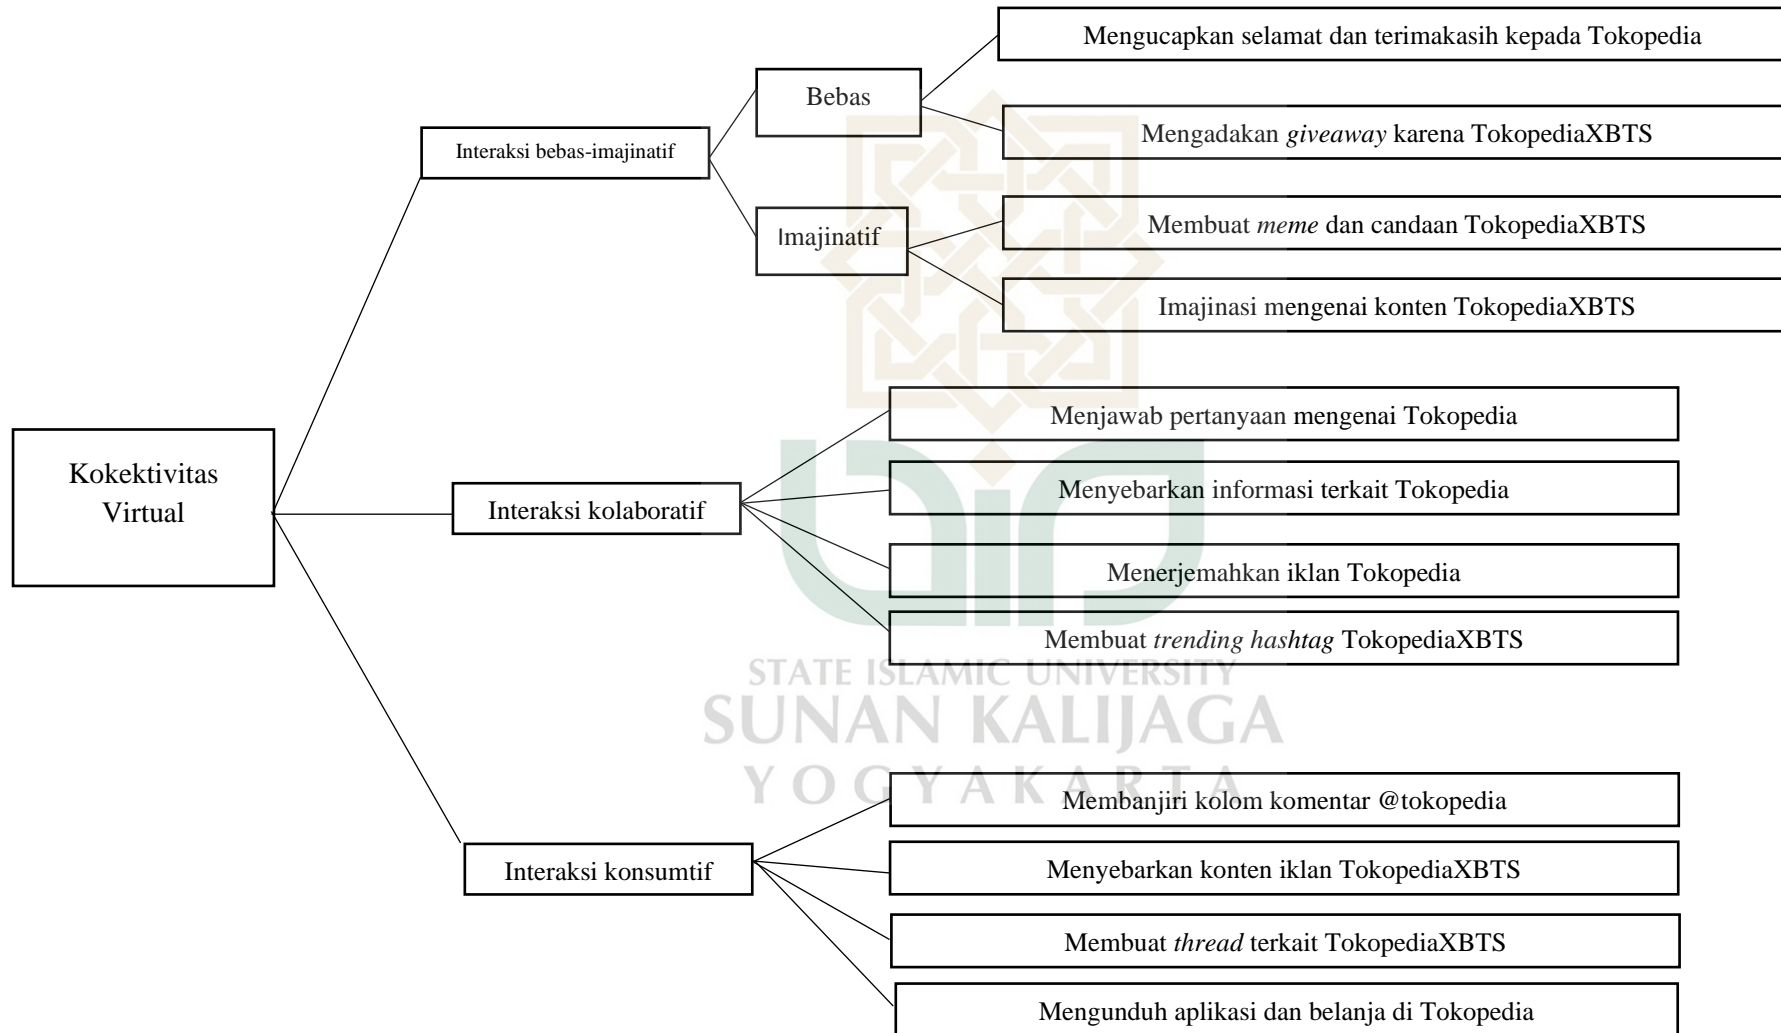 Mengucapkan selamat dan terimakasih kepada Tokopedia
Bebas
Mengadakan giveaway karena TokopediaXBTS
Interaksi bebas-imajinatif
Membuat meme dan candaan TokopediaXBTS
Imajinatif
Imajinasi mengenai konten TokopediaXBTS
Menjawab pertanyaan mengenai Tokopedia
Kokektivitas
Virtual
Menyebarkan informasi terkait Tokopedia
Interaksi kolaboratif
Menerjemahkan iklan Tokopedia
Membuat trending hashtag TokopediaXBTS
STATE ISLAMIC UNIVERSITY
SUNAN KALIJAGA
YOGYAKARTA
Membanjiri kolom komentar @tokopedia
Interaksi konsumtif
Menyebarkan konten iklan TokopediaXBTS
Membuat thread terkait TokopediaXBTS
Mengunduh aplikasi dan belanja di Tokopedia